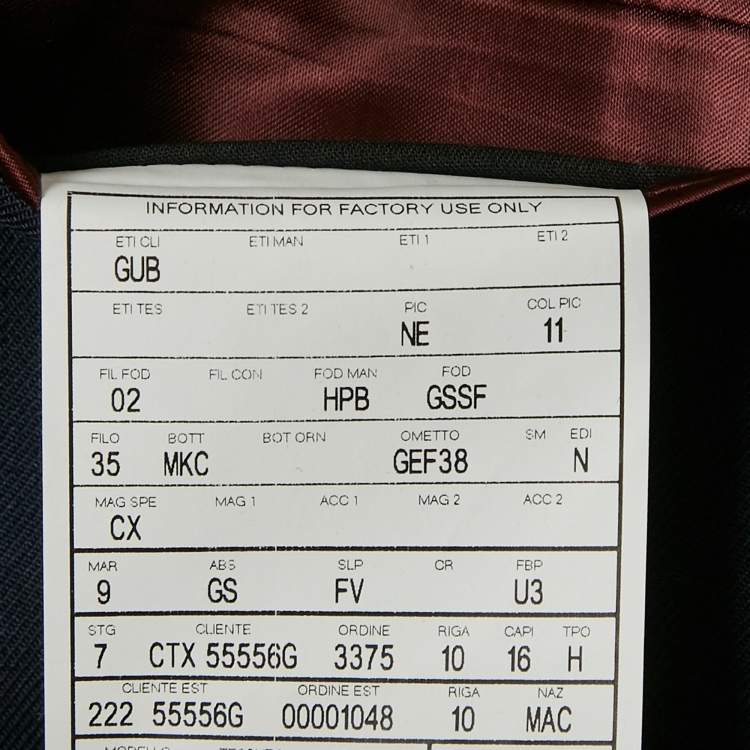 INFORMATION FOR FACTORY USE ONLY
ETI CLI ETI MAN ETI 1 ETI 2
GUB
ETI TES ETI TES 2 PIC COL PIC
NE 11
FIL FOD FIL CON FOD MAN FOD
02 HPB GSSF
FILO BOTT BOT ORN OMETTO SM EDI
35 MKC GEF38 N
MAG SPE MAG 1 ACC 1 MAG 2 ACC 2
CX
MAR ABS SLP CR FBP
9 GS FV U3
STG CLIENTE ORDINE RIGA CAPI TPO
7 CTX 55556G 3375 10 16 H
CLIENTE EST ORDINE EST RIGA NAZ
222 55556G 00001048 10 MAC